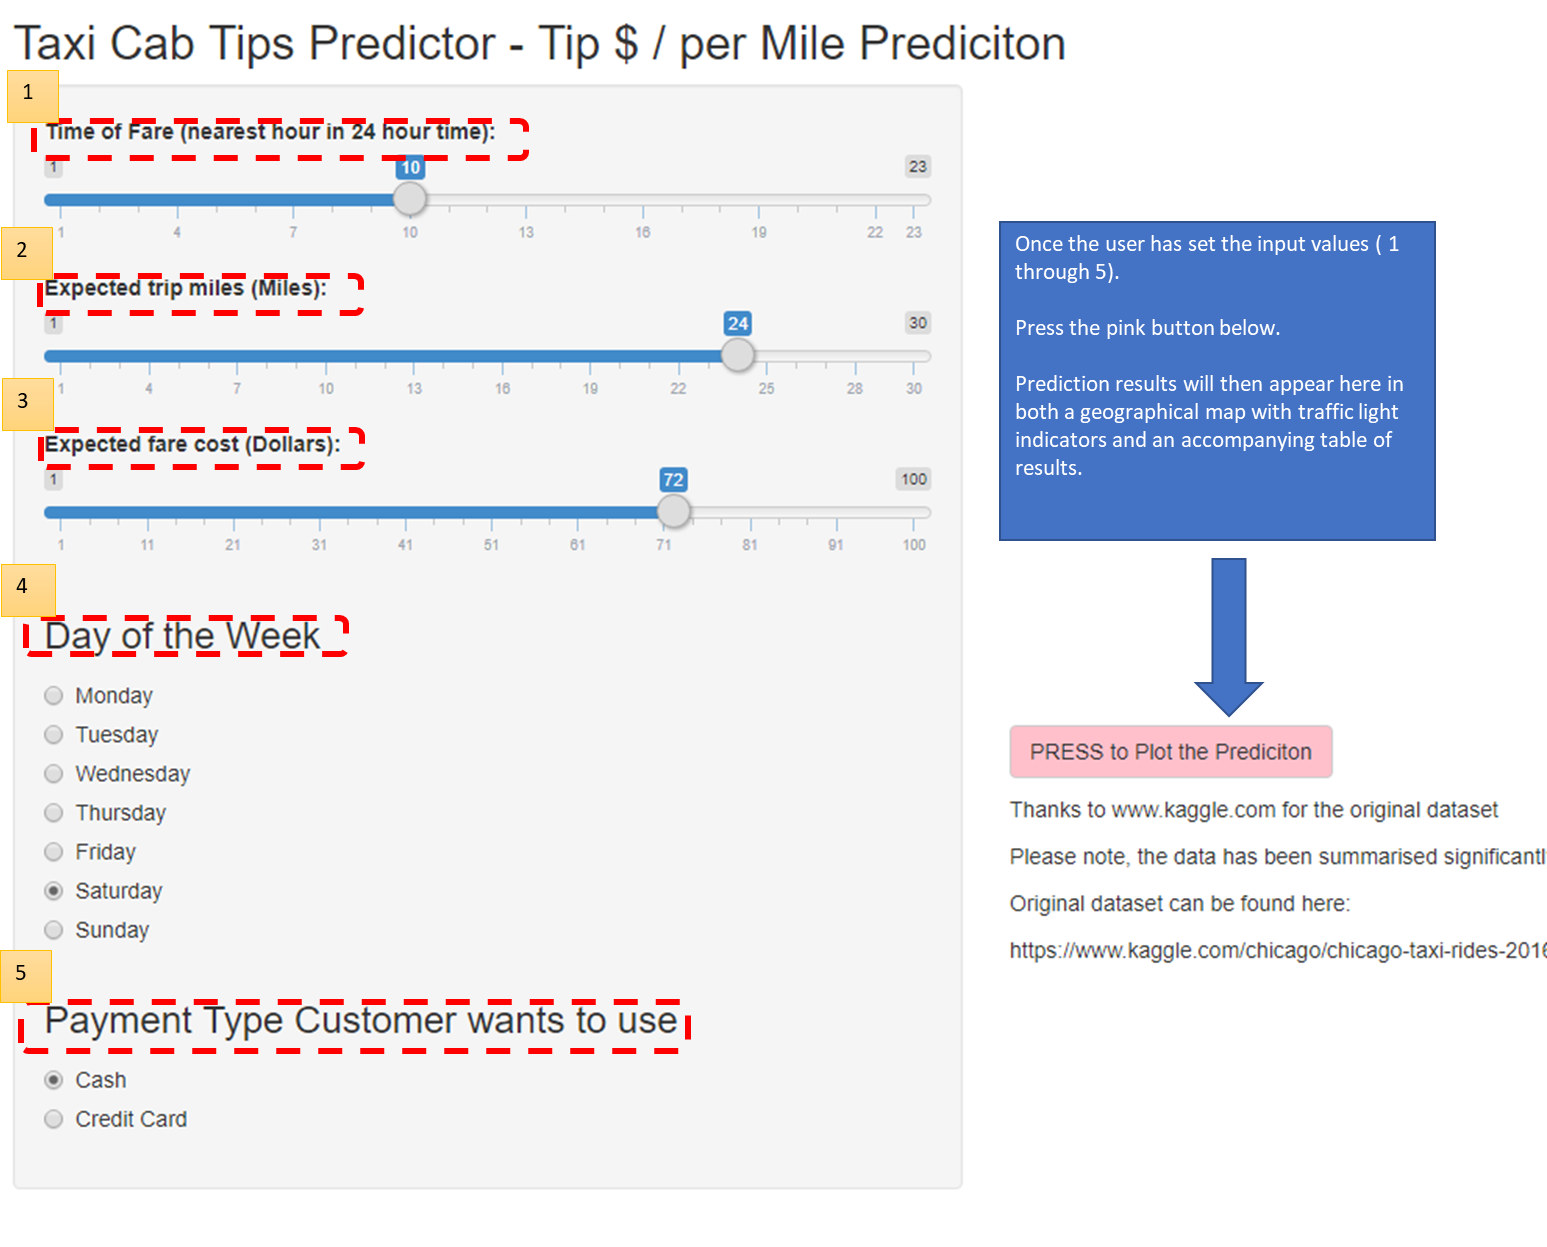 Taxi Cab Tips Predictor - Tip $ / per Mile Prediciton
1
Time of Fare (nearest hour in 24 hour time):
1 10 23
1 4 7 10 13 16 19 22 23
2
Expected trip miles (Miles):
1 24 30
1 4 7 10 13 16 19 22 25 28 30
3
Expected fare cost (Dollars):
1 72 100
1 11 21 31 41 51 61 71 81 91 100
4
Day of the Week
Monday
Tuesday
Wednesday
Thursday
Friday
Saturday
Sunday
5
Payment Type Customer wants to use
Cash
Credit Card
Once the user has set the input values ( 1
through 5).
Press the pink button below.
Prediction results will then appear here in
both a geographical map with traffic light
indicators and an accompanying table of
results.
PRESS to Plot the Prediciton
Thanks to www.kaggle.com for the original dataset
Please note, the data has been summarised significantl
Original dataset can be found here:
https://www.kaggle.com/chicago/chicago-taxi-rides-2016